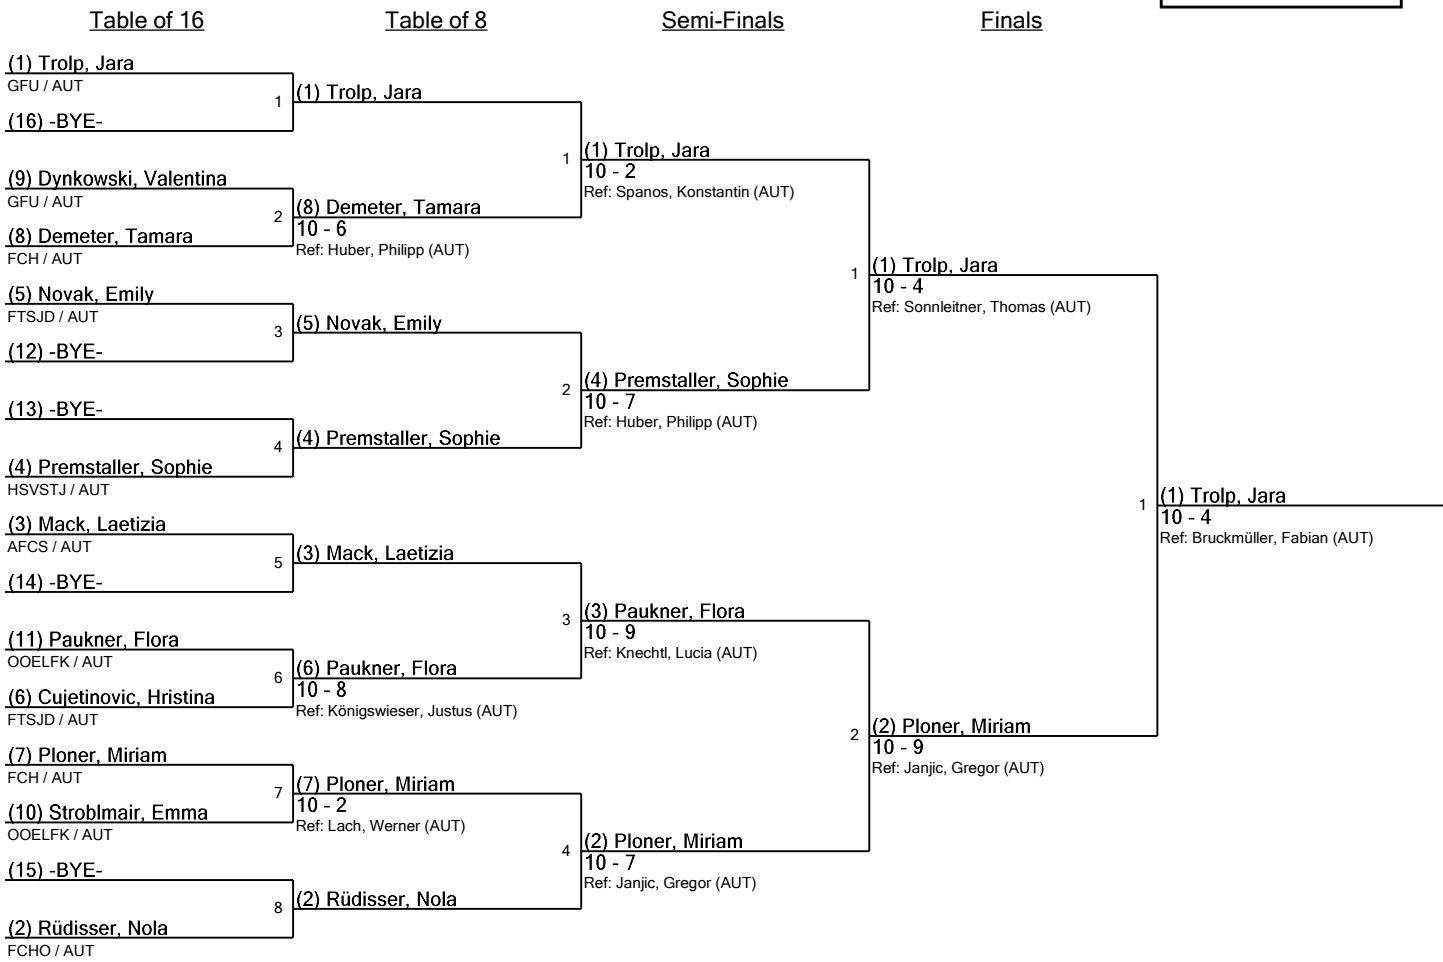 Table of 16
Table of 8
Semi-Finals
Finals
(1) Trolp, Jara
GFU / AUT
1
(16) -BYE-
(9) Dynkowski, Valentina
GFU / AUT
2
(8) Demeter, Tamara
FCH / AUT
(5) Novak, Emily
FTSJD / AUT
3
(12) -BYE-
(13) -BYE-
4
(4) Premstaller, Sophie
HSVSTJ / AUT
(3) Mack, Laetizia
AFCS / AUT
5
(14) -BYE-
(11) Paukner, Flora
OOELFK / AUT
6
(6) Cujetinovic, Hristina
FTSJD / AUT
(7) Ploner, Miriam
FCH / AUT
7
(10) Stroblmair, Emma
OOELFK / AUT
(15) -BYE-
8
(2) Rüdisser, Nola
FCHO / AUT
(1) Trolp, Jara
1
(8) Demeter, Tamara
10 - 6
Ref: Huber, Philipp (AUT)
(5) Novak, Emily
2
(4) Premstaller, Sophie
(3) Mack, Laetizia
3
(6) Paukner, Flora
10 - 8
Ref: Königswieser, Justus (AUT)
(7) Ploner, Miriam
10 - 2
Ref: Lach, Werner (AUT)
4
(2) Rüdisser, Nola
(1) Trolp, Jara
10 - 2
Ref: Spanos, Konstantin (AUT)
1
(4) Premstaller, Sophie
10 - 7
Ref: Huber, Philipp (AUT)
(3) Paukner, Flora
10 - 9
Ref: Knechtl, Lucia (AUT)
2
(2) Ploner, Miriam
10 - 7
Ref: Janjic, Gregor (AUT)
(1) Trolp, Jara
10 - 4
Ref: Sonnleitner, Thomas (AUT)
1
(2) Ploner, Miriam
10 - 9
Ref: Janjic, Gregor (AUT)
(1) Trolp, Jara
10 - 4
Ref: Bruckmüller, Fabian (AUT)